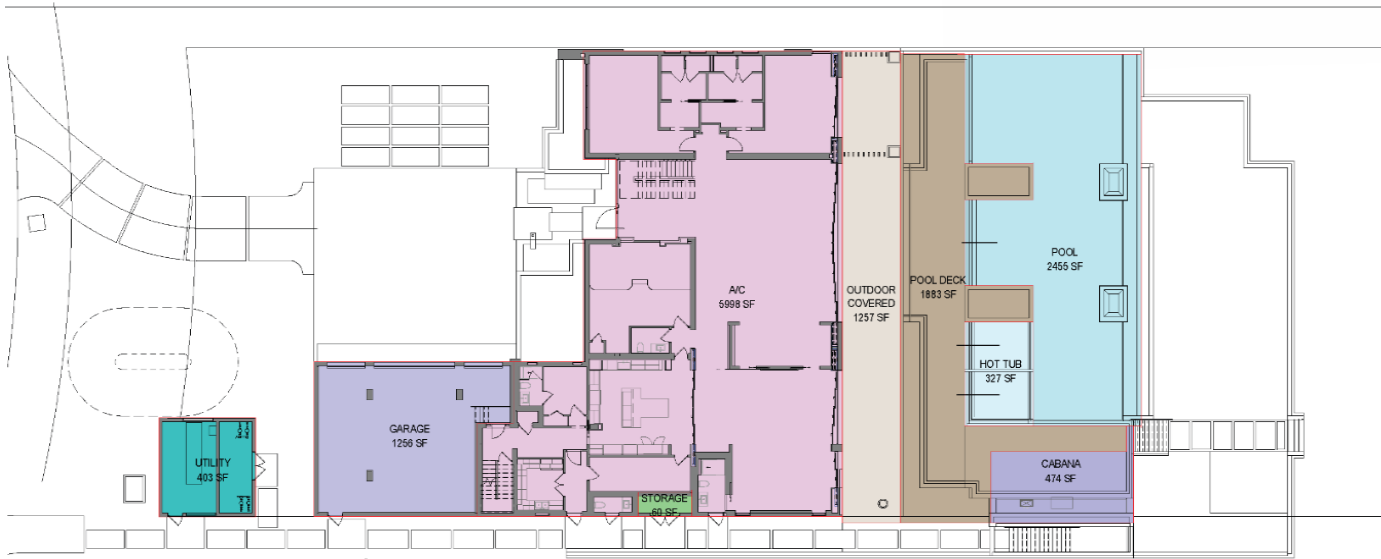 A/C
5998 SF
OUTDOOR
COVERED
1257 SF
POOL DECK
1883 SF
POOL
2455 SF
HOT TUB
327 SF
GARAGE
1256 SF
UTILITY
403 SF
CABANA
474 SF
STORAGE
60 SF